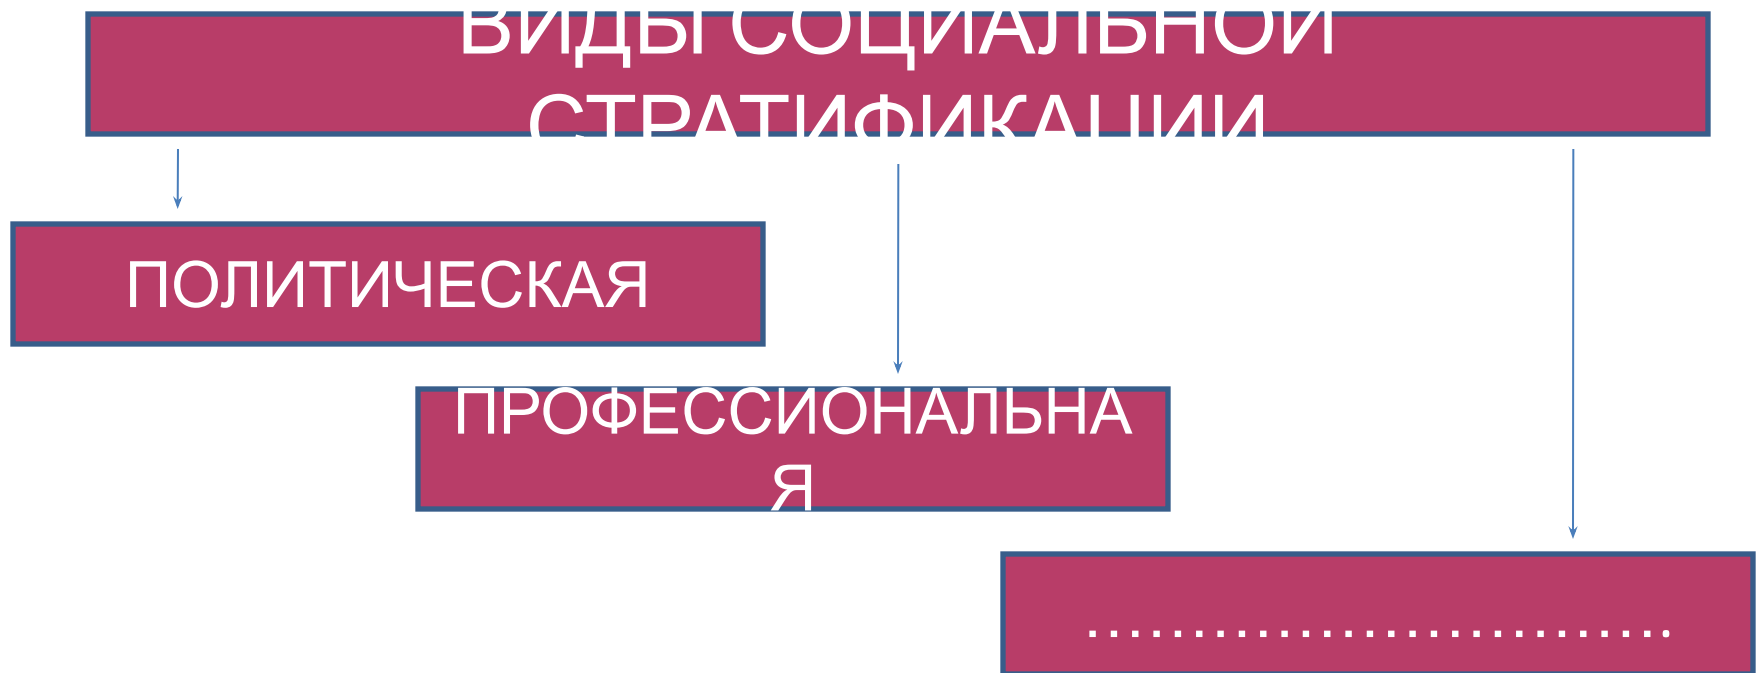 ВИДЫ СОЦИАЛЬНОЙ
СТРАТИФИКАЦИИ
ПОЛИТИЧЕСКАЯ
ПРОФЕССИОНАЛЬНА
Я
………………………….